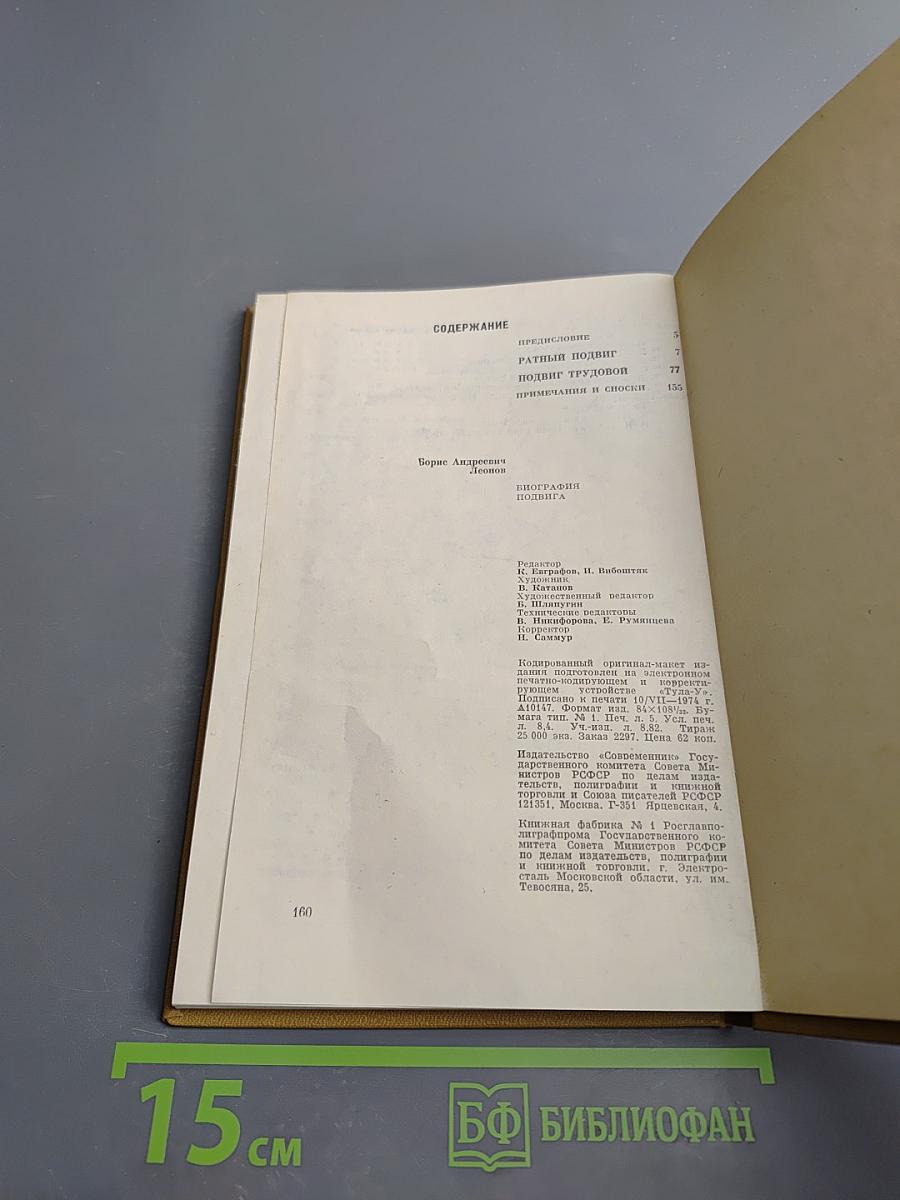 СОДЕРЖАНИЕ
ПРЕДИСЛОВИЕ 5
РАТНЫЙ ПОДВИГ 7
ПОДВИГ ТРУДОВОЙ 77
ПРИМЕЧАНИЯ И СНОСКИ 155
Борис Андреевич
Леонов
БИОГРАФИЯ
ПОДВИГА
Редактор
К. Евграфов, И. Вибоштяк
Художник
В. Катанов
Художественный редактор
Б. Шляпугин
Технические редакторы
В. Никифорова, Е. Румянцева
Корректор
Н. Саммур
Кодированный оригинал-макет из-
дания подготовлен на электронном
печатно-кодирующем и корректи-
рующем устройстве «Тула-У».
Подписано к печати 10/VII—1974 г.
А10147. Формат изд. 84×108¹/₃₂. Бу-
мага тип. № 1. Печ. л. 5. Усл. печ.
л. 8,4. Уч.-изд. л. 8,82. Тираж
25 000 экз. Заказ 2297. Цена 62 коп.
Издательство «Современник» Госу-
дарственного комитета Совета Ми-
нистров РСФСР по делам изда-
тельств, полиграфии и книжной
торговли и Союза писателей РСФСР
121351, Москва, Г-351 Ярцевская, 4.
Книжная фабрика № 1 Росглавпо-
лиграфпрома Государственного ко-
митета Совета Министров РСФСР
по делам издательств, полиграфии
и книжной торговли, г. Электро-
сталь Московской области, ул. им.
Тевосяна, 25.
160
15 см
БФ БИБЛИОФАН